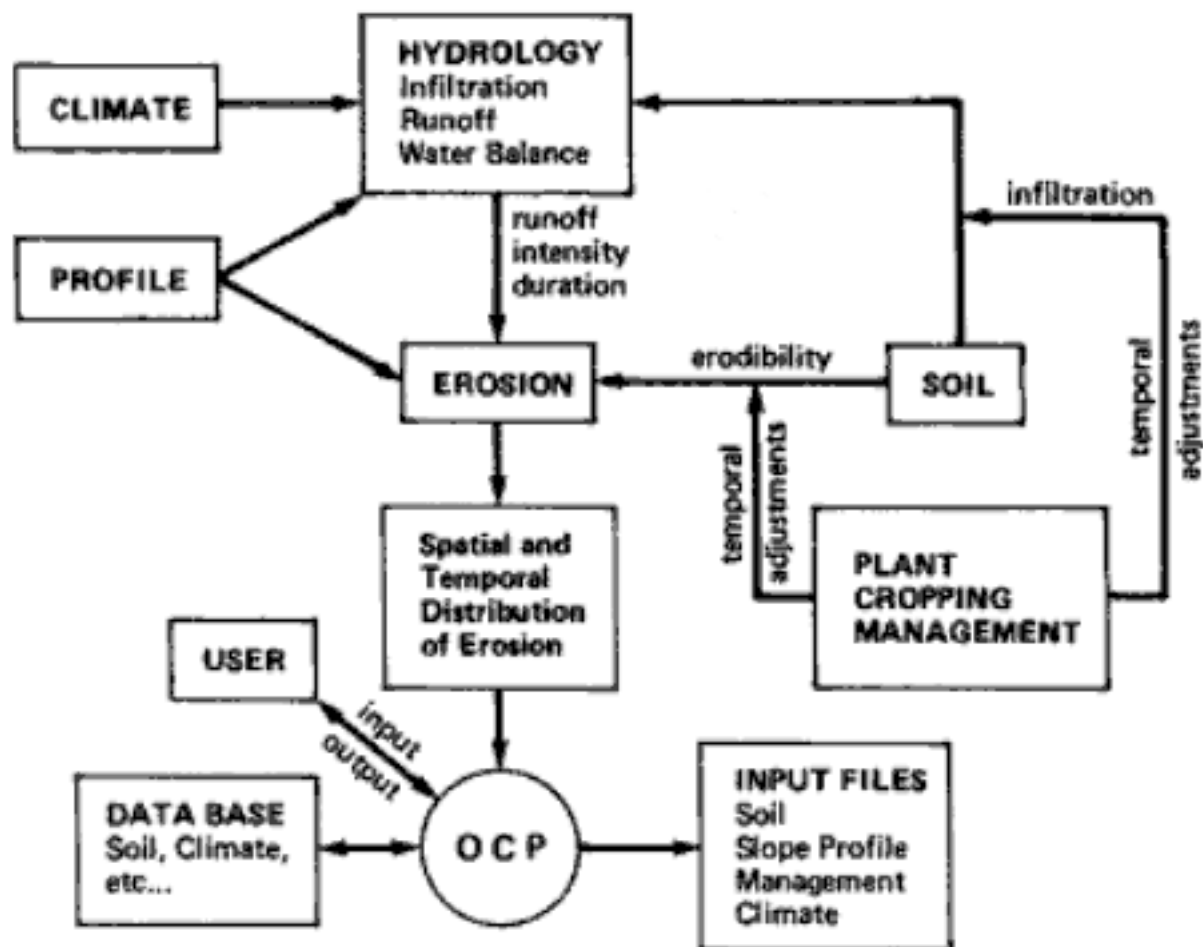 HYDROLOGY
Infiltration
Runoff
Water Balance
CLIMATE
infiltration
runoff
intensity
duration
PROFILE
erodibility
EROSION
SOIL
temporal
adjustments
temporal
adjustments
Spatial and
Temporal
Distribution
of Erosion
PLANT
CROPPING
MANAGEMENT
USER
input
output
DATA BASE
Soil, Climate,
etc...
OCP
INPUT FILES
Soil
Slope Profile
Management
Climate